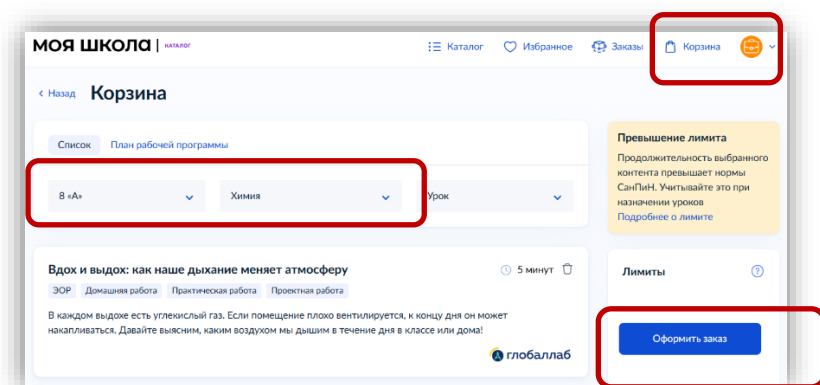 МОЯ ШКОЛА | КАТАЛОГ
Каталог
Избранное
Заказы
Корзина
‹ Назад Корзина
Список План рабочей программы
8 «А»
Химия
Урок
Превышение лимита
Продолжительность выбранного
контента превышает нормы
СанПиН. Учитывайте это при
назначении уроков
Подробнее о лимите
Вдох и выдох: как наше дыхание меняет атмосферу
5 минут
ЭОР Домашняя работа Практическая работа Проектная работа
В каждом выдохе есть углекислый газ. Если помещение плохо вентилируется, к концу дня он может
накапливаться. Давайте выясним, каким воздухом мы дышим в течение дня в классе или дома!
глобаллаб
Лимиты ?
Оформить заказ